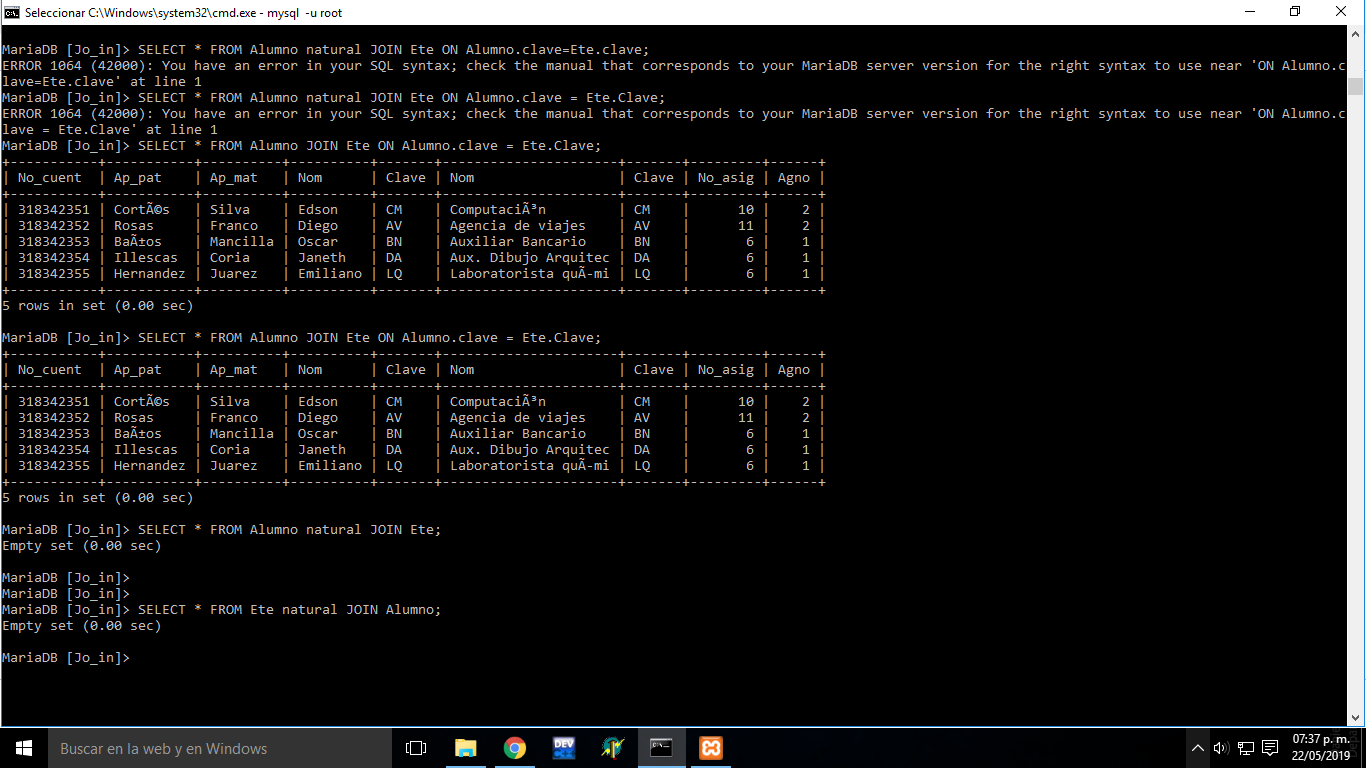 Seleccionar C:\Windows\system32\cmd.exe - mysql  -u root
MariaDB [Jo_in]> SELECT * FROM Alumno natural JOIN Ete ON Alumno.clave=Ete.clave;
ERROR 1064 (42000): You have an error in your SQL syntax; check the manual that corresponds to your MariaDB server version for the right syntax to use near 'ON Alumno.c
lave=Ete.clave' at line 1
MariaDB [Jo_in]> SELECT * FROM Alumno natural JOIN Ete ON Alumno.clave = Ete.Clave;
ERROR 1064 (42000): You have an error in your SQL syntax; check the manual that corresponds to your MariaDB server version for the right syntax to use near 'ON Alumno.c
lave = Ete.Clave' at line 1
MariaDB [Jo_in]> SELECT * FROM Alumno JOIN Ete ON Alumno.clave = Ete.Clave;
+-----------+-----------+----------+----------+-------+----------------------+-------+---------+------+
| No_cuent  | Ap_pat    | Ap_mat   | Nom      | Clave | Nom                  | Clave | No_asig | Agno |
+-----------+-----------+----------+----------+-------+----------------------+-------+---------+------+
| 318342351 | CortÃ©s   | Silva    | Edson    | CM    | ComputaciÃ³n         | CM    |      10 |    2 |
| 318342352 | Rosas     | Franco   | Diego    | AV    | Agencia de viajes    | AV    |      11 |    2 |
| 318342353 | BaÃ±os    | Mancilla | Oscar    | BN    | Auxiliar Bancario    | BN    |       6 |    1 |
| 318342354 | Illescas  | Coria    | Janeth   | DA    | Aux. Dibujo Arquitec | DA    |       6 |    1 |
| 318342355 | Hernandez | Juarez   | Emiliano | LQ    | Laboratorista quÃ-mi | LQ    |       6 |    1 |
+-----------+-----------+----------+----------+-------+----------------------+-------+---------+------+
5 rows in set (0.00 sec)
MariaDB [Jo_in]> SELECT * FROM Alumno JOIN Ete ON Alumno.clave = Ete.Clave;
+-----------+-----------+----------+----------+-------+----------------------+-------+---------+------+
| No_cuent  | Ap_pat    | Ap_mat   | Nom      | Clave | Nom                  | Clave | No_asig | Agno |
+-----------+-----------+----------+----------+-------+----------------------+-------+---------+------+
| 318342351 | CortÃ©s   | Silva    | Edson    | CM    | ComputaciÃ³n         | CM    |      10 |    2 |
| 318342352 | Rosas     | Franco   | Diego    | AV    | Agencia de viajes    | AV    |      11 |    2 |
| 318342353 | BaÃ±os    | Mancilla | Oscar    | BN    | Auxiliar Bancario    | BN    |       6 |    1 |
| 318342354 | Illescas  | Coria    | Janeth   | DA    | Aux. Dibujo Arquitec | DA    |       6 |    1 |
| 318342355 | Hernandez | Juarez   | Emiliano | LQ    | Laboratorista quÃ-mi | LQ    |       6 |    1 |
+-----------+-----------+----------+----------+-------+----------------------+-------+---------+------+
5 rows in set (0.00 sec)
MariaDB [Jo_in]> SELECT * FROM Alumno natural JOIN Ete;
Empty set (0.00 sec)
MariaDB [Jo_in]>
MariaDB [Jo_in]>
MariaDB [Jo_in]> SELECT * FROM Ete natural JOIN Alumno;
Empty set (0.00 sec)
MariaDB [Jo_in]>
Buscar en la web y en Windows
DEV
07:37 p. m.
22/05/2019